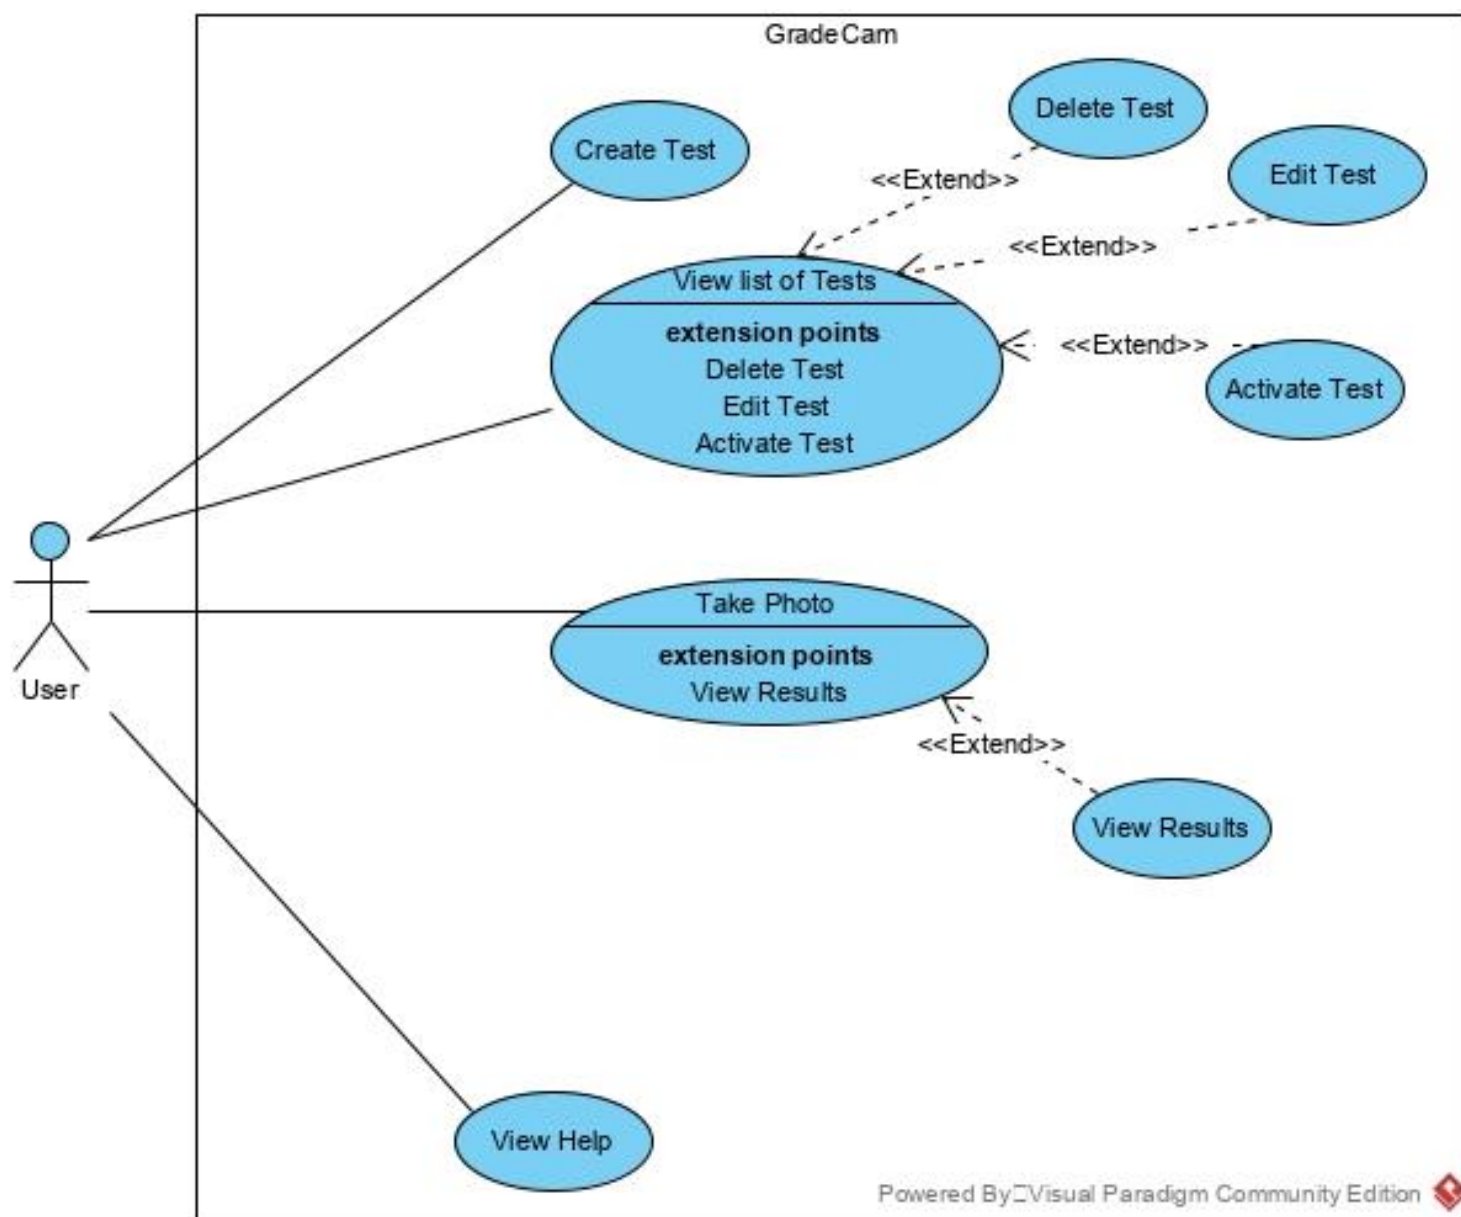 GradeCam
Delete Test
Create Test
Edit Test
<<Extend>>
<<Extend>>
View list of Tests
extension points
Delete Test
Edit Test
Activate Test
<<Extend>>
Activate Test
Take Photo
extension points
View Results
User
<<Extend>>
View Results
View Help
Powered By□Visual Paradigm Community Edition